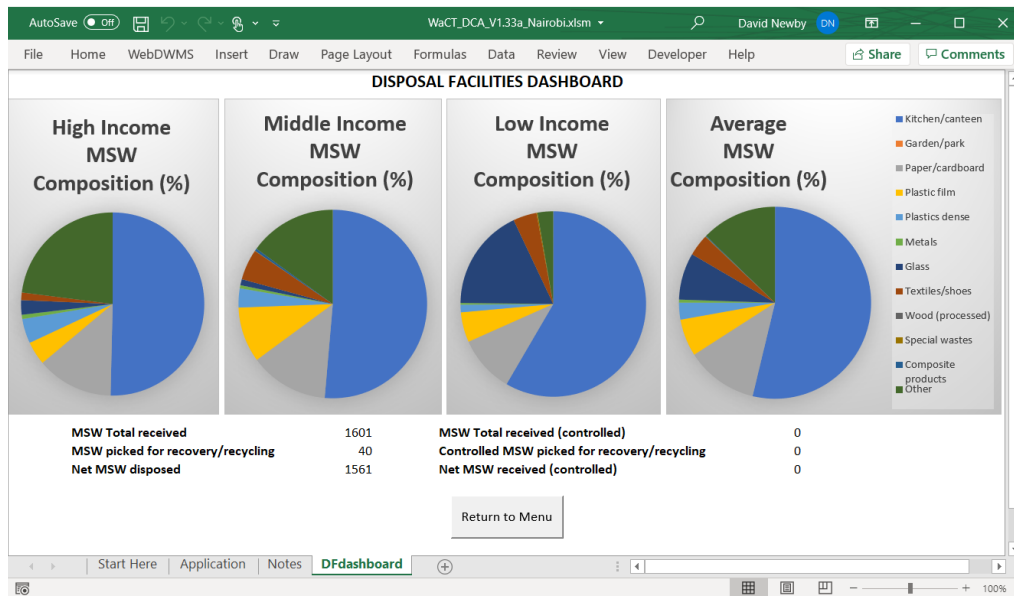 AutoSave Off WaCT_DCA_V1.33a_Nairobi.xlsm David Newby DN
File Home WebDWMS Insert Draw Page Layout Formulas Data Review View Developer Help Share Comments
DISPOSAL FACILITIES DASHBOARD
High Income
MSW
Composition (%)
Middle Income
MSW
Composition (%)
Low Income
MSW
Composition (%)
Average
MSW
Composition (%)
Kitchen/canteen
Garden/park
Paper/cardboard
Plastic film
Plastics dense
Metals
Glass
Textiles/shoes
Wood (processed)
Special wastes
Composite
products
Other
MSW Total received 1601 MSW Total received (controlled) 0
MSW picked for recovery/recycling 40 Controlled MSW picked for recovery/recycling 0
Net MSW disposed 1561 Net MSW received (controlled) 0
Return to Menu
Start Here Application Notes DFdashboard
100%